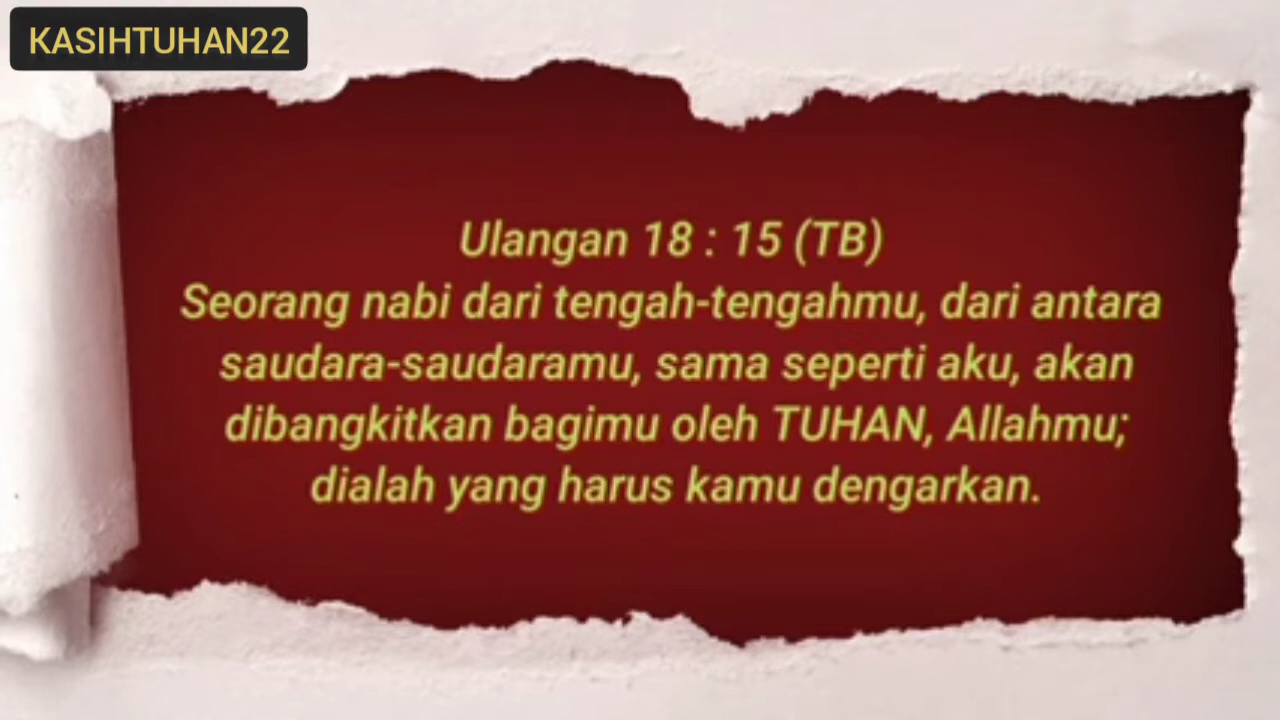 KASIHTUHAN22
Ulangan 18 : 15 (TB)
Seorang nabi dari tengah-tengahmu, dari antara
saudara-saudaramu, sama seperti aku, akan
dibangkitkan bagimu oleh TUHAN, Allahmu;
dialah yang harus kamu dengarkan.